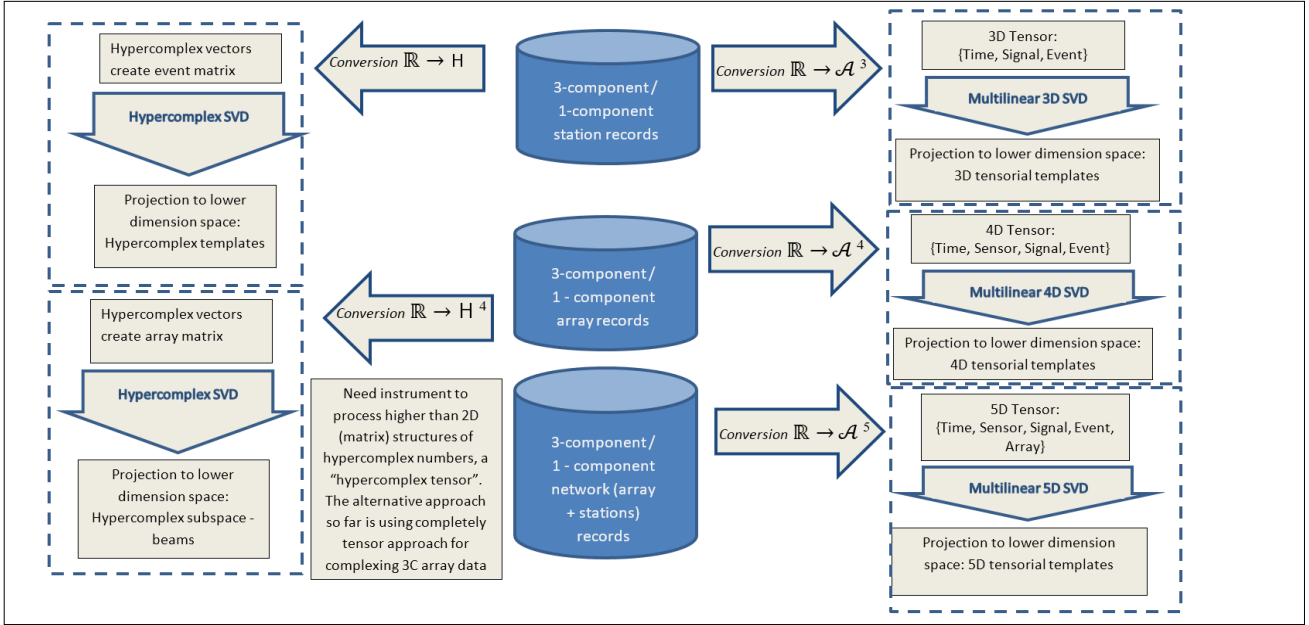 Hypercomplex vectors
create event matrix
Hypercomplex SVD
Projection to lower
dimension space:
Hypercomplex templates
Conversion ℝ → H
3-component /
1-component
station records
Conversion ℝ → 𝒜 ³
3D Tensor:
{Time, Signal, Event}
Multilinear 3D SVD
Projection to lower dimension space:
3D tensorial templates
Hypercomplex vectors
create array matrix
Hypercomplex SVD
Projection to lower
dimension space:
Hypercomplex subspace -
beams
Conversion ℝ → H ⁴
3-component /
1 - component
array records
Conversion ℝ → 𝒜 ⁴
4D Tensor:
{Time, Sensor, Signal, Event}
Multilinear 4D SVD
Projection to lower dimension space:
4D tensorial templates
Need instrument to
process higher than 2D
(matrix) structures of
hypercomplex numbers, a
“hypercomplex tensor”.
The alternative approach
so far is using completely
tensor approach for
complexing 3C array data
3-component /
1 - component
network (array
+ stations)
records
Conversion ℝ → 𝒜 ⁵
5D Tensor:
{Time, Sensor, Signal, Event,
Array}
Multilinear 5D SVD
Projection to lower dimension
space: 5D tensorial templates